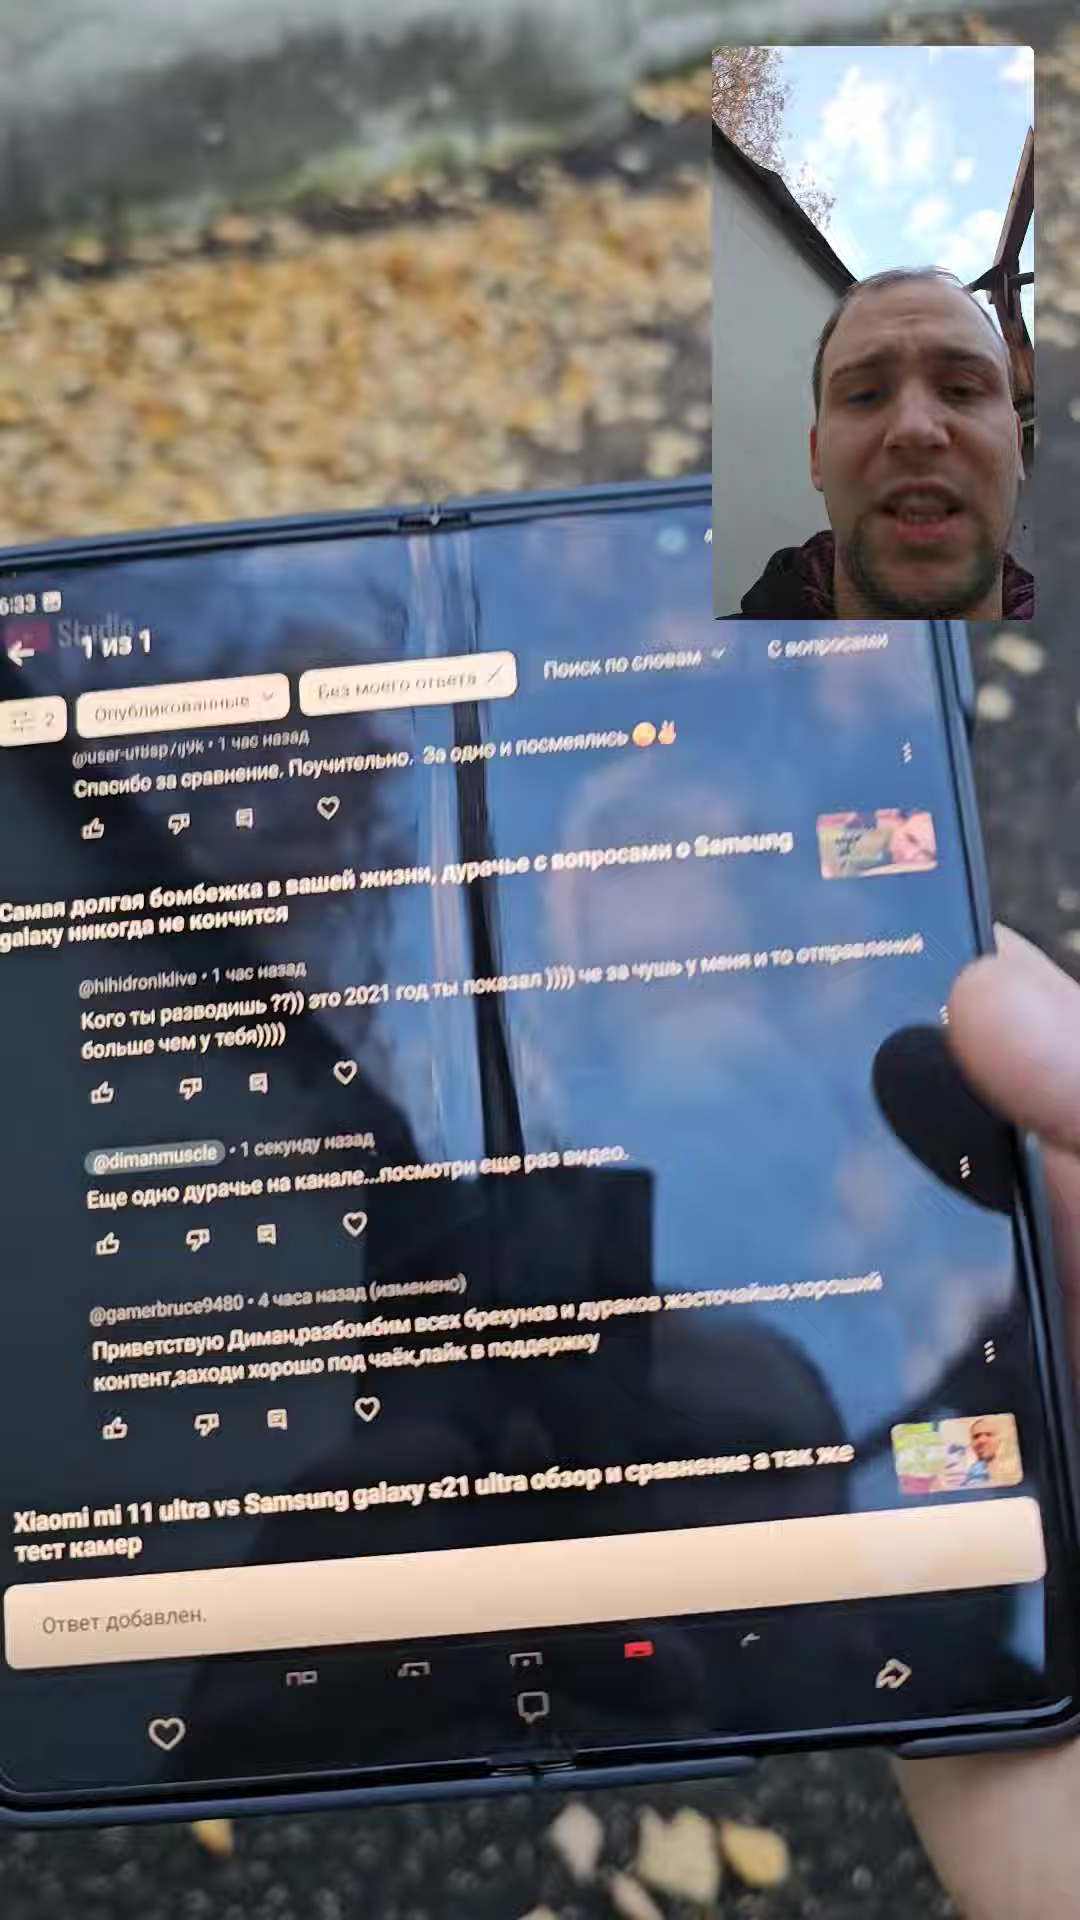 6:33
Studio
1 из 1
2
Опубликованные
Без моего ответа
Поиск по словам
С вопросами
• 1 час назад
Спасибо за сравнение. Поучительно. За одно и посмеялись 😄✌
Самая долгая бомбежка в вашей жизни, дурачье с вопросами о Samsung
galaxy никогда не кончится
@hihidroniklive • 1 час назад
Кого ты разводишь ??)) это 2021 год ты показал )))) че за чушь у меня и то отправлений
больше чем у тебя))))
@dimanmuscle • 1 секунду назад
Еще одно дурачье на канале...посмотри еще раз видео.
@gamerbruce9480 • 4 часа назад (изменено)
Приветствую Диман,разбомбим всех брехунов и дураков жэсточайшэ,хороший
контент,заходи хорошо под чаёк,лайк в поддержку
Xiaomi mi 11 ultra vs Samsung galaxy s21 ultra обзор и сравнение а так же
тест камер
Ответ добавлен.